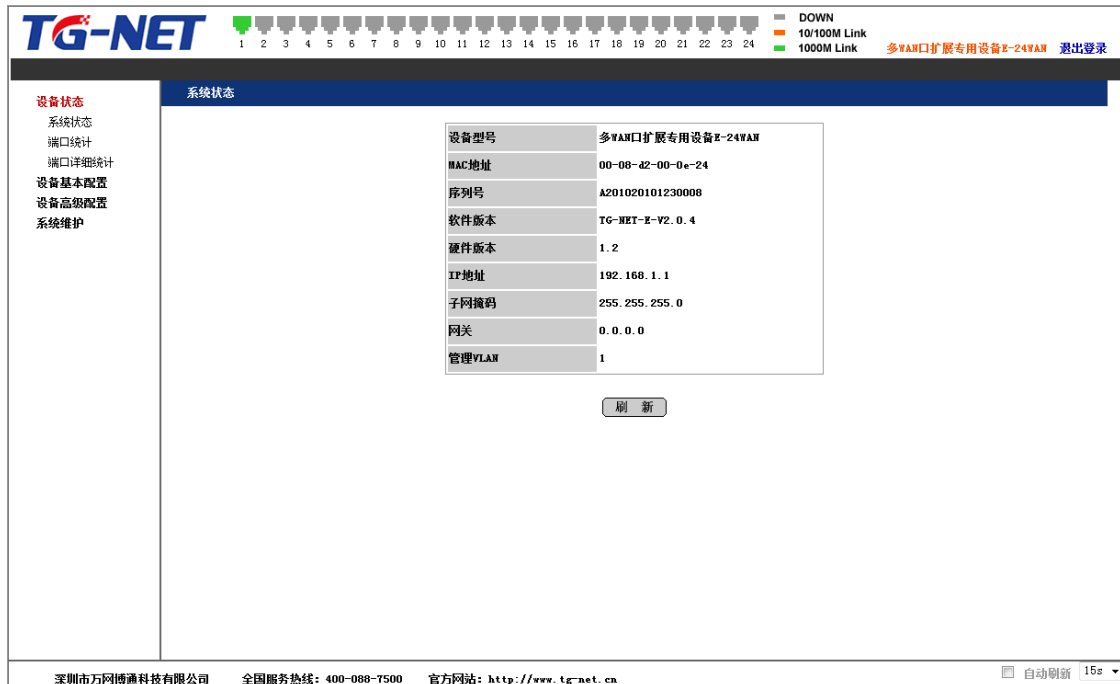 TG-NET
DOWN
10/100M Link
1000M Link
1 2 3 4 5 6 7 8 9 10 11 12 13 14 15 16 17 18 19 20 21 22 23 24
多WAN口扩展专用设备E-24WAN 退出登录
设备状态
系统状态
端口统计
端口详细统计
设备基本配置
设备高级配置
系统维护
系统状态
设备型号 多WAN口扩展专用设备E-24WAN
MAC地址 00-08-d2-00-0e-24
序列号 A201020101230008
软件版本 TG-NET-E-V2.0.4
硬件版本 1.2
IP地址 192.168.1.1
子网掩码 255.255.255.0
网关 0.0.0.0
管理VLAN 1
刷 新
深圳市万网博通科技有限公司 全国服务热线：400-088-7500 官方网站：http://www.tg-net.cn
自动刷新 15s